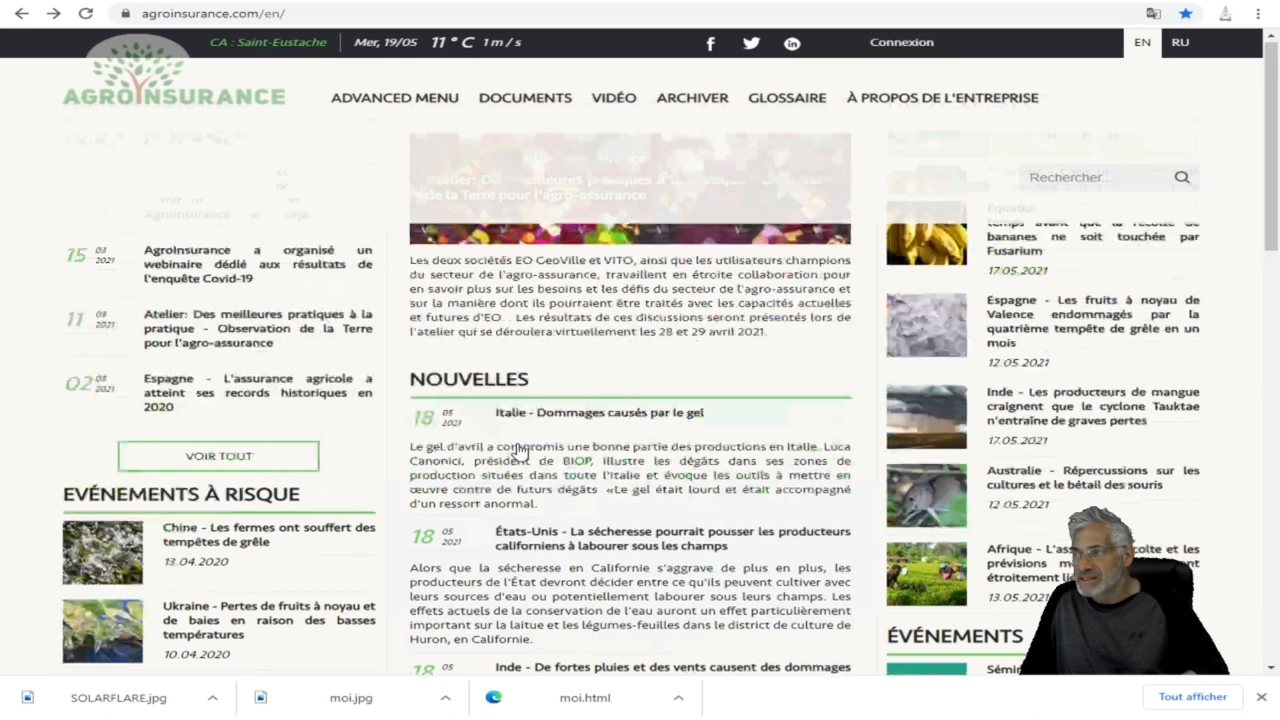 agroinsurance.com/en/
CA : Saint-Eustache
Mer, 19/05 11 ° C 1 m / s
Connexion
EN RU
AGROINSURANCE
ADVANCED MENU DOCUMENTS VIDÉO ARCHIVER GLOSSAIRE À PROPOS DE L'ENTREPRISE
Rechercher...
Agroinsurance
15 03 2021
AgroInsurance a organisé un
webinaire dédié aux résultats de
l'enquête Covid-19
11 2021
Atelier: Des meilleures pratiques à la
pratique - Observation de la Terre
pour l'agro-assurance
02 03 2021
Espagne - L'assurance agricole a
atteint ses records historiques en
2020
VOIR TOUT
EVÉNEMENTS À RISQUE
Chine - Les fermes ont souffert des
tempêtes de grêle
13.04.2020
Ukraine - Pertes de fruits à noyau et
de baies en raison des basses
températures
10.04.2020
de la Terre pour l'agro-assurance
Les deux sociétés EO GeoVille et VITO, ainsi que les utilisateurs champions
du secteur de l'agro-assurance, travaillent en étroite collaboration pour
en savoir plus sur les besoins et les défis du secteur de l'agro-assurance et
sur la manière dont ils pourraient être traités avec les capacités actuelles
et futures d'EO. . Les résultats de ces discussions seront présentés lors de
l'atelier qui se déroulera virtuellement les 28 et 29 avril 2021.
NOUVELLES
18 05 2021
Italie - Dommages causés par le gel
Le gel d'avril a compromis une bonne partie des productions en Italie. Luca
Canonici, président de BIOP, illustre les dégâts dans ses zones de
production situées dans toute l'Italie et évoque les outils à mettre en
œuvre contre de futurs dégâts «Le gel était lourd et était accompagné
d'un ressort anormal.
18 05 2021
États-Unis - La sécheresse pourrait pousser les producteurs
californiens à labourer sous les champs
Alors que la sécheresse en Californie s'aggrave de plus en plus, les
producteurs de l'État devront décider entre ce qu'ils peuvent cultiver avec
leurs sources d'eau ou potentiellement labourer sous leurs champs. Les
effets actuels de la conservation de l'eau auront un effet particulièrement
important sur la laitue et les légumes-feuilles dans le district de culture de
Huron, en Californie.
18 05
Inde - De fortes pluies et des vents causent des dommages
temps avant que la récolte de
bananes ne soit touchée par
Fusarium
17.05.2021
Espagne - Les fruits à noyau de
Valence endommagés par la
quatrième tempête de grêle en un
mois
12.05.2021
Inde - Les producteurs de mangue
craignent que le cyclone Tauktae
n'entraîne de graves pertes
17.05.2021
Australie - Répercussions sur les
cultures et le bétail des souris
12.05.2021
Afrique - et les
prévisions
étroitement
13.05.2021
ÉVÉNEMENTS
SOLARFLARE.jpg
moi.jpg
moi.html
Tout afficher